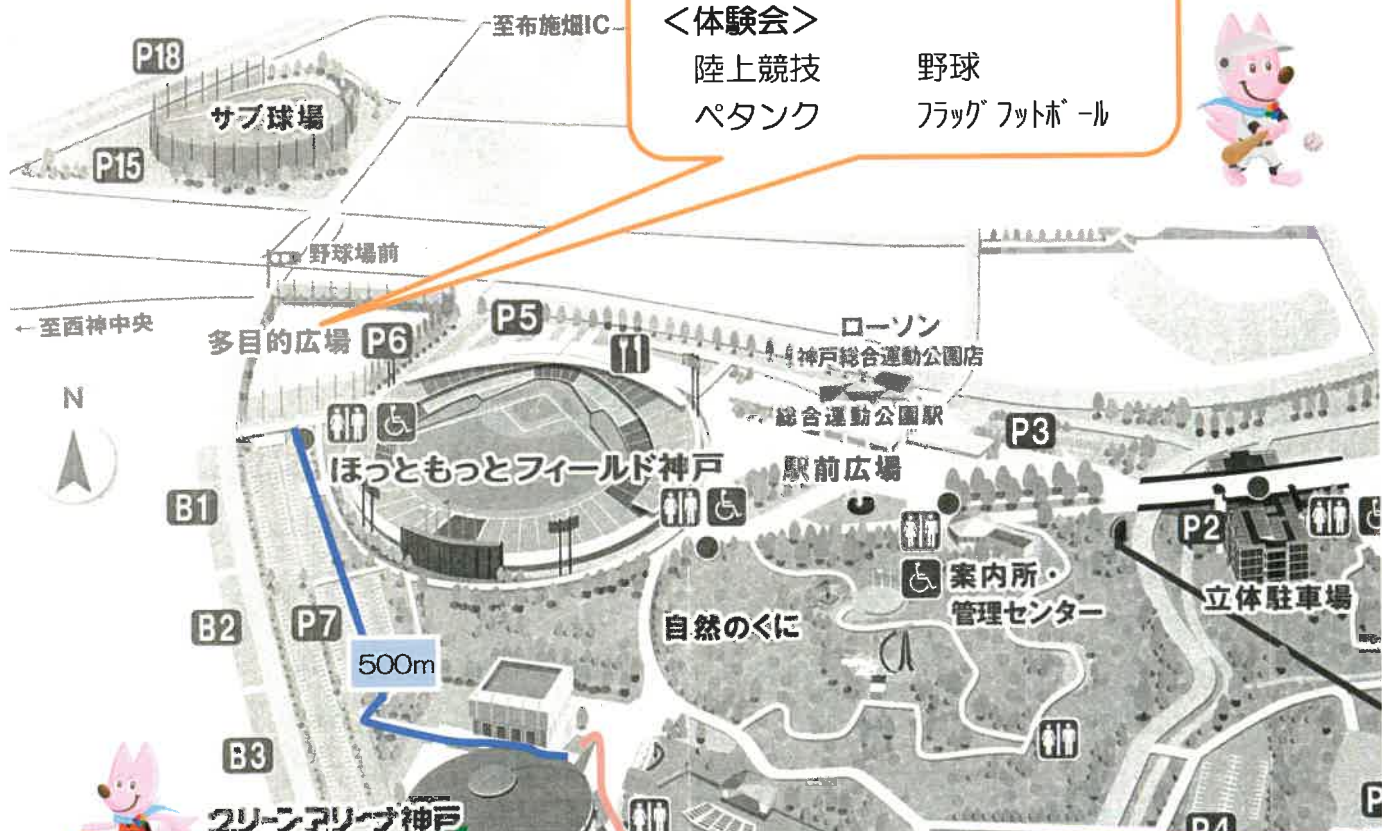 至布施畑IC
<体験会>
陸上競技 野球
ペタンク フラッグフットボール
P18
サブ球場
P15
野球場前
←至西神中央
多目的広場
P6
P5
ローソン
神戸総合運動公園店
総合運動公園駅
P3
N
ほっともっとフィールド神戸
駅前広場
B1
P2
案内所・
管理センター
立体駐車場
B2
P7
自然のくに
500m
B3
グリーンアリーナ神戸
P4
P